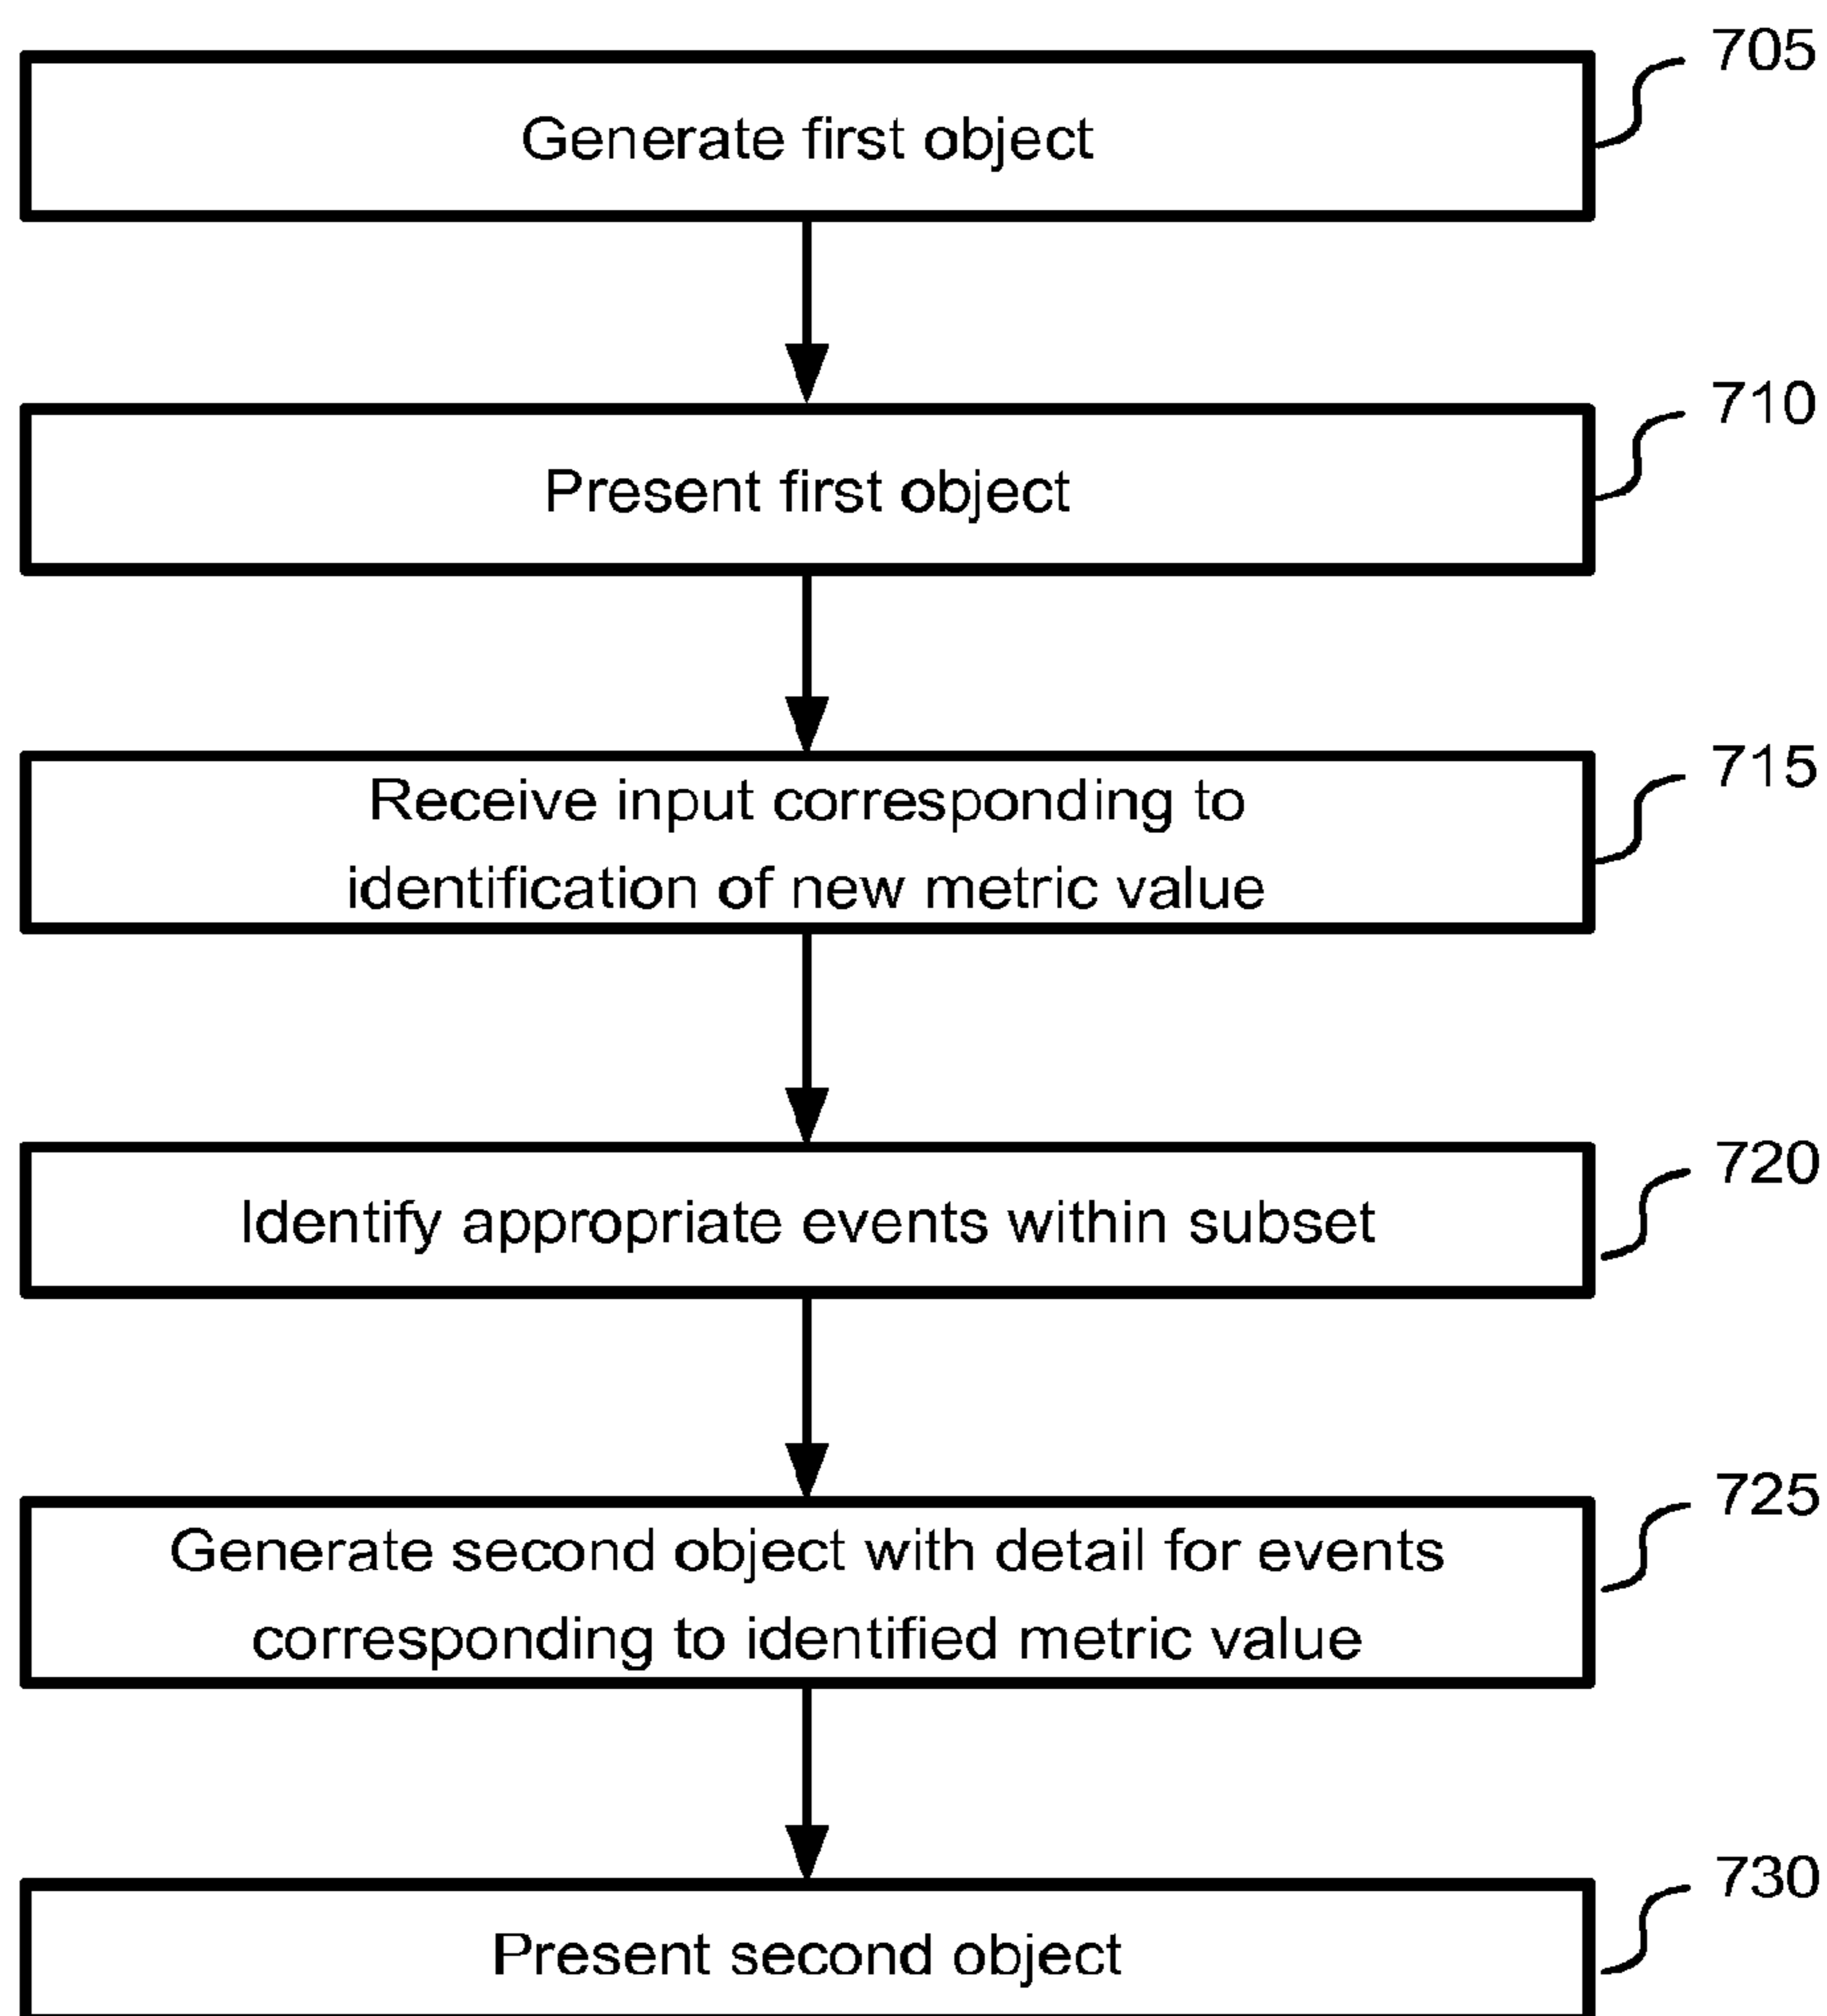 705
Generate first object
710
Present first object
715
Receive input corresponding to
identification of new metric value
720
Identify appropriate events within subset
725
Generate second object with detail for events
corresponding to identified metric value
730
Present second object